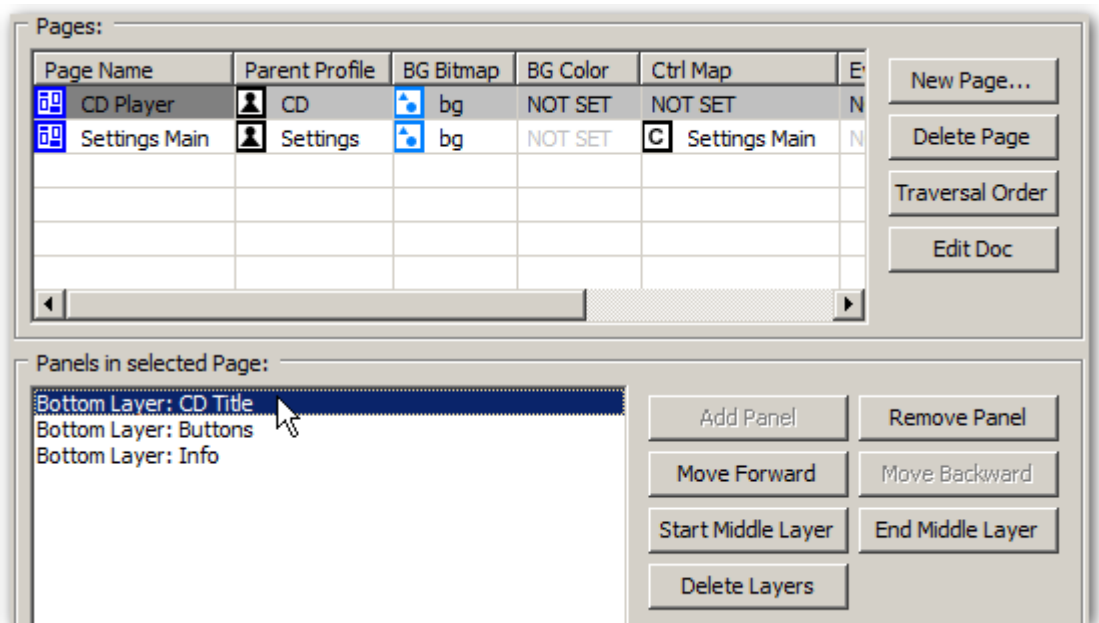 Pages:
Page Name Parent Profile BG Bitmap BG Color Ctrl Map
CD Player CD bg NOT SET NOT SET N
Settings Main Settings bg NOT SET C Settings Main N
New Page...
Delete Page
Traversal Order
Edit Doc
Panels in selected Page:
Bottom Layer: CD Title
Bottom Layer: Buttons
Bottom Layer: Info
Add Panel Remove Panel
Move Forward Move Backward
Start Middle Layer End Middle Layer
Delete Layers